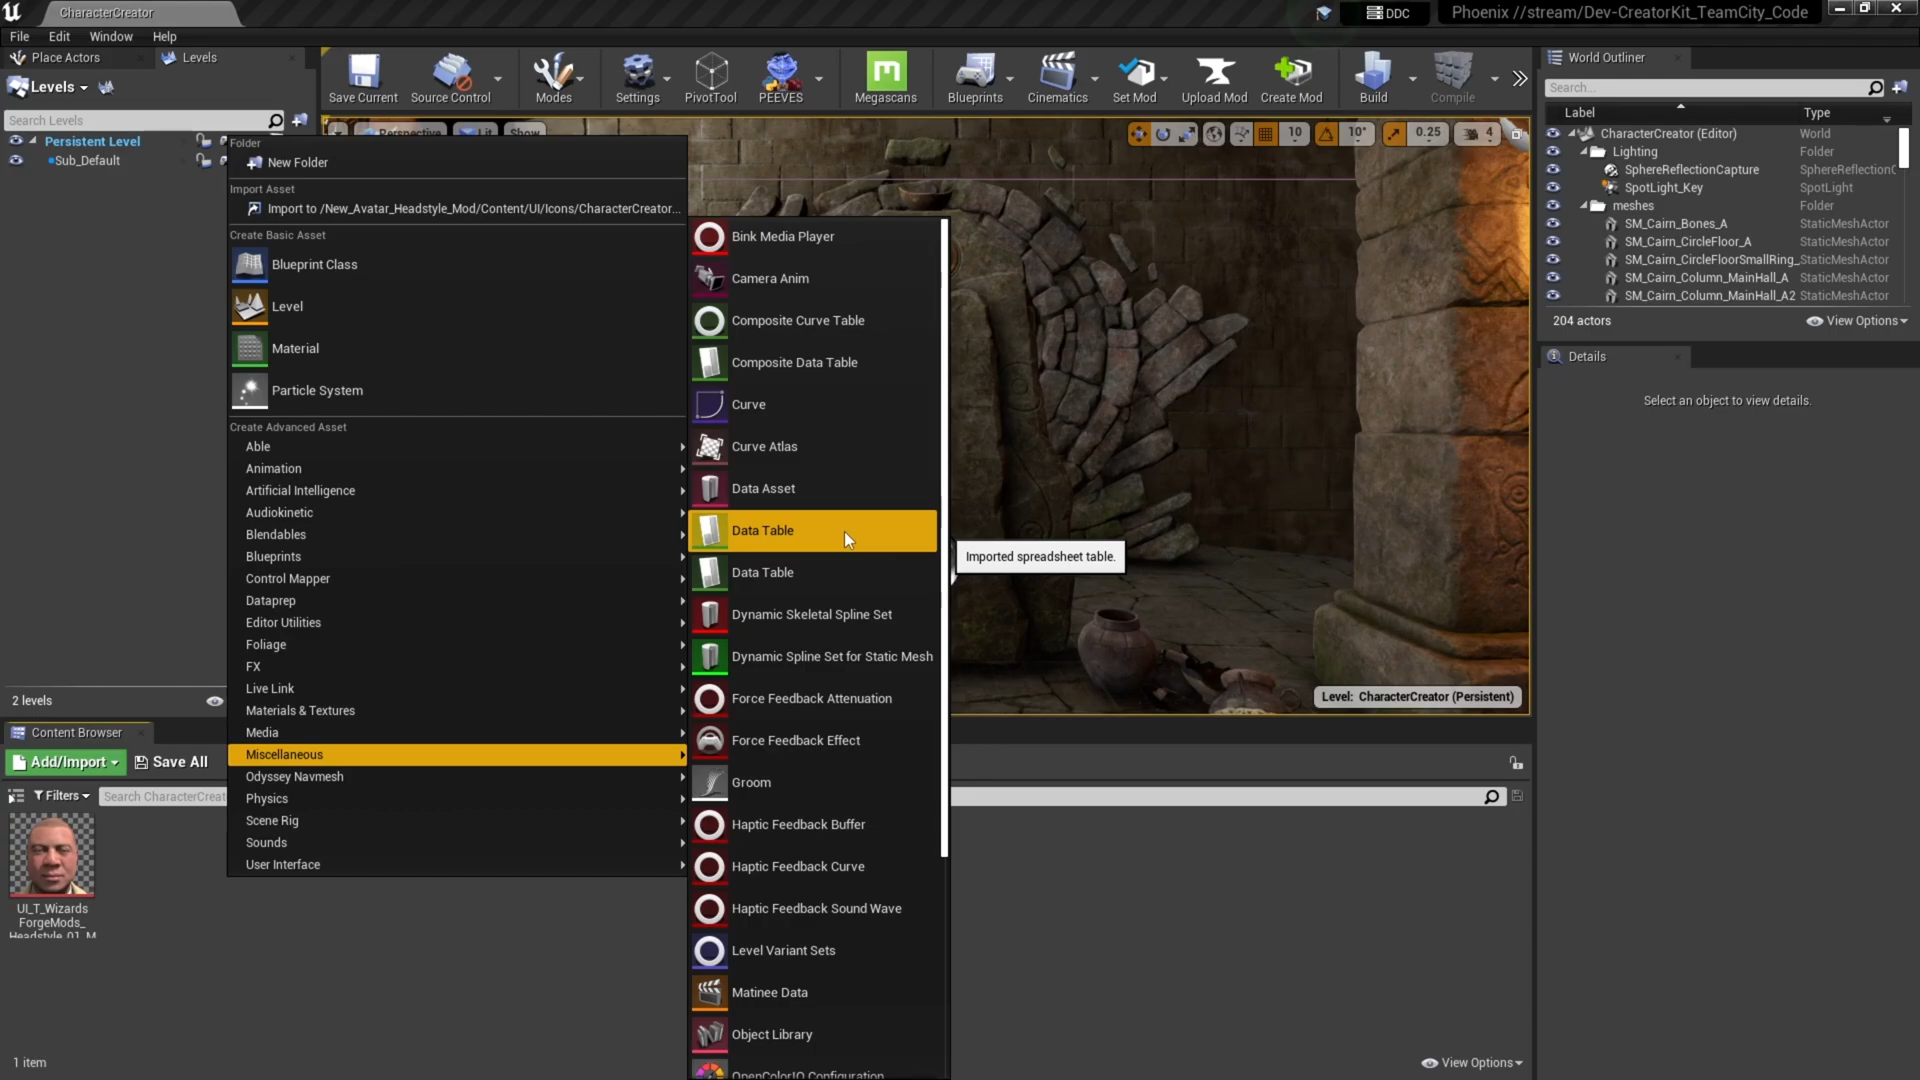 CharacterCreator
DDC
Phoenix //stream/Dev-CreatorKit_TeamCity_Code
File Edit Window Help
Place Actors
Levels
Levels
Search Levels
Persistent Level
Sub_Default
2 levels
Save Current
Source Control
Modes
Settings
PivotTool
PEEVES
Megascans
Blueprints
Cinematics
Set Mod
Upload Mod
Create Mod
Build
Compile
Perspective
Lit
Show
10
10°
0.25
4
Folder
New Folder
Import Asset
Import to /New_Avatar_Headstyle_Mod/Content/UI/Icons/CharacterCreator...
Create Basic Asset
Blueprint Class
Level
Material
Particle System
Create Advanced Asset
Able
Animation
Artificial Intelligence
Audiokinetic
Blendables
Blueprints
Control Mapper
Dataprep
Editor Utilities
Foliage
FX
Live Link
Materials & Textures
Media
Miscellaneous
Odyssey Navmesh
Physics
Scene Rig
Sounds
User Interface
Bink Media Player
Camera Anim
Composite Curve Table
Composite Data Table
Curve
Curve Atlas
Data Asset
Data Table
Data Table
Dynamic Skeletal Spline Set
Dynamic Spline Set for Static Mesh
Force Feedback Attenuation
Force Feedback Effect
Groom
Haptic Feedback Buffer
Haptic Feedback Curve
Haptic Feedback Sound Wave
Level Variant Sets
Matinee Data
Object Library
OpenColorIO Configuration
Imported spreadsheet table.
Level: CharacterCreator (Persistent)
World Outliner
Search...
Label Type
CharacterCreator (Editor) World
Lighting Folder
SphereReflectionCapture SphereReflectionC
SpotLight_Key SpotLight
meshes Folder
SM_Cairn_Bones_A StaticMeshActor
SM_Cairn_CircleFloor_A StaticMeshActor
SM_Cairn_CircleFloorSmallRing_ StaticMeshActor
SM_Cairn_Column_MainHall_A StaticMeshActor
SM_Cairn_Column_MainHall_A2 StaticMeshActor
204 actors
View Options
Details
Select an object to view details.
Content Browser
Add/Import
Save All
Filters
Search CharacterCreat
UI_T_Wizards
ForgeMods_
Headstyle_01_M
1 item
View Options